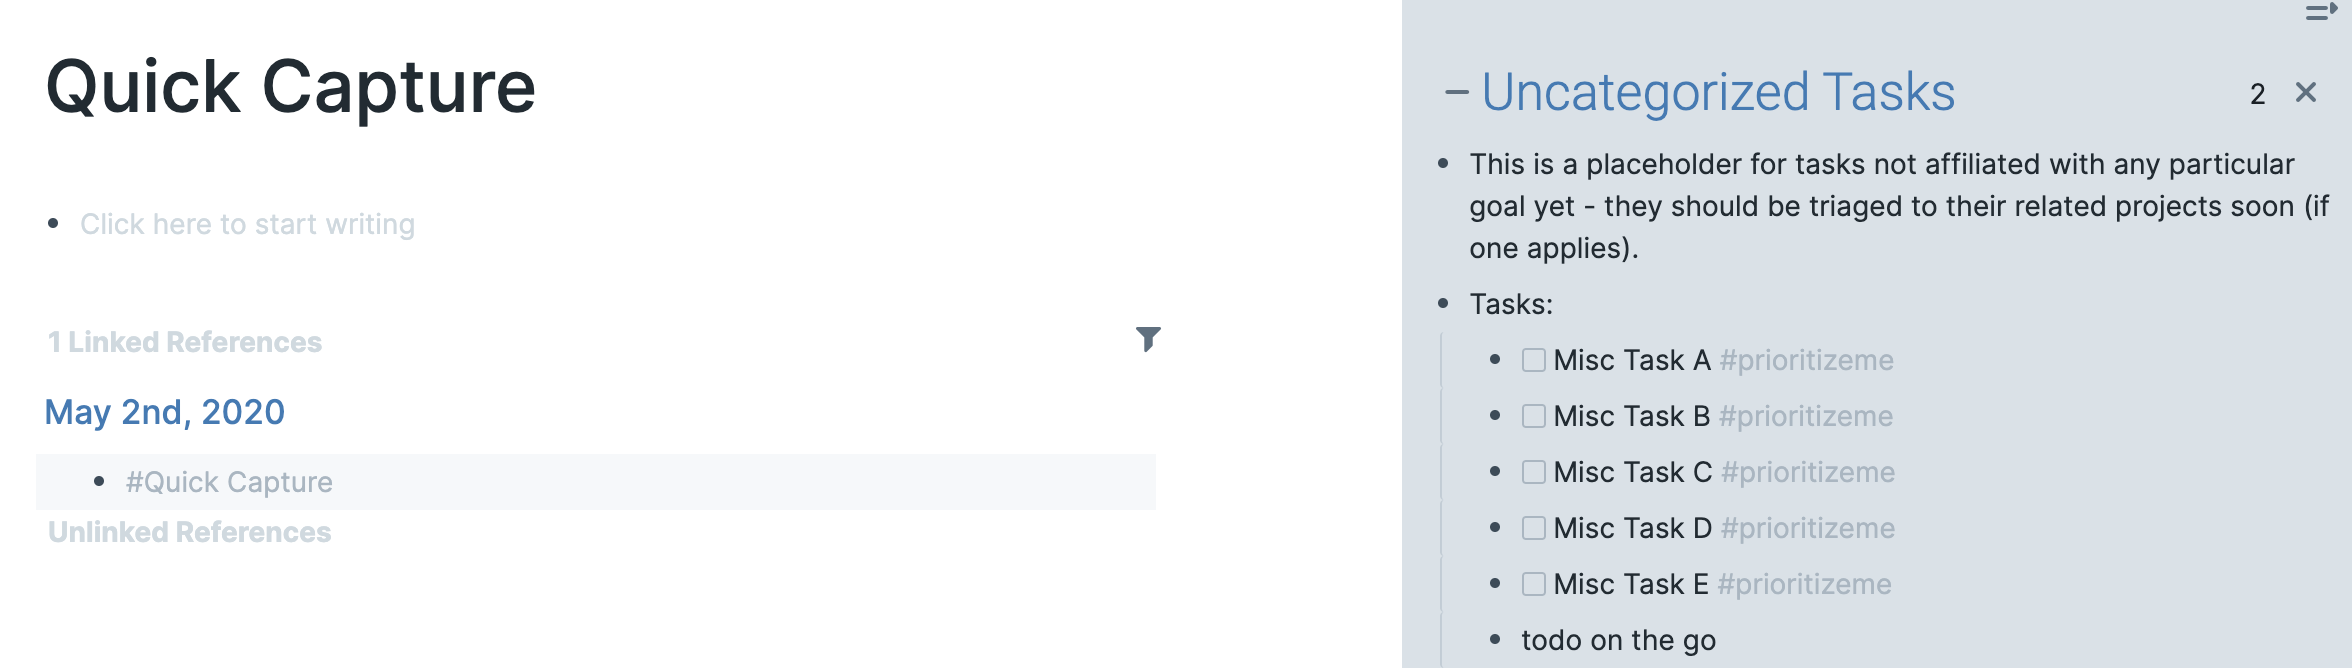 Quick Capture
Click here to start writing
1 Linked References
May 2nd, 2020
#Quick Capture
Unlinked References
Uncategorized Tasks 2
This is a placeholder for tasks not affiliated with any particular
goal yet - they should be triaged to their related projects soon (if
one applies).
Tasks:
Misc Task A #prioritizeme
Misc Task B #prioritizeme
Misc Task C #prioritizeme
Misc Task D #prioritizeme
Misc Task E #prioritizeme
todo on the go